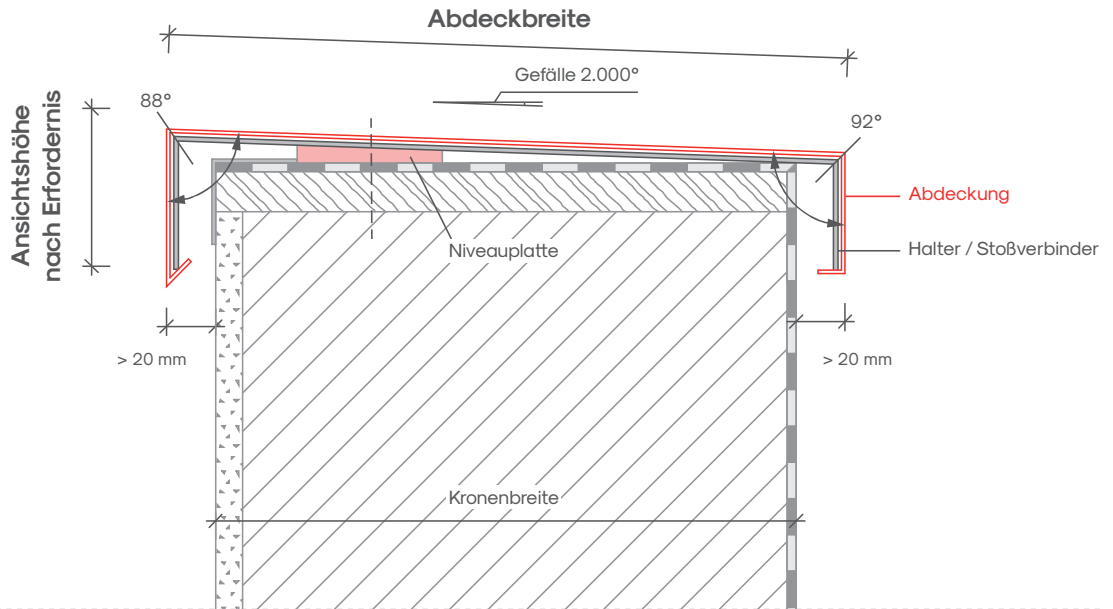 Abdeckbreite
Gefälle 2.000°
Ansichtshöhe
nach Erfordernis
88°
92°
Abdeckung
Niveauplatte
Halter / Stoßverbinder
> 20 mm
> 20 mm
Kronenbreite